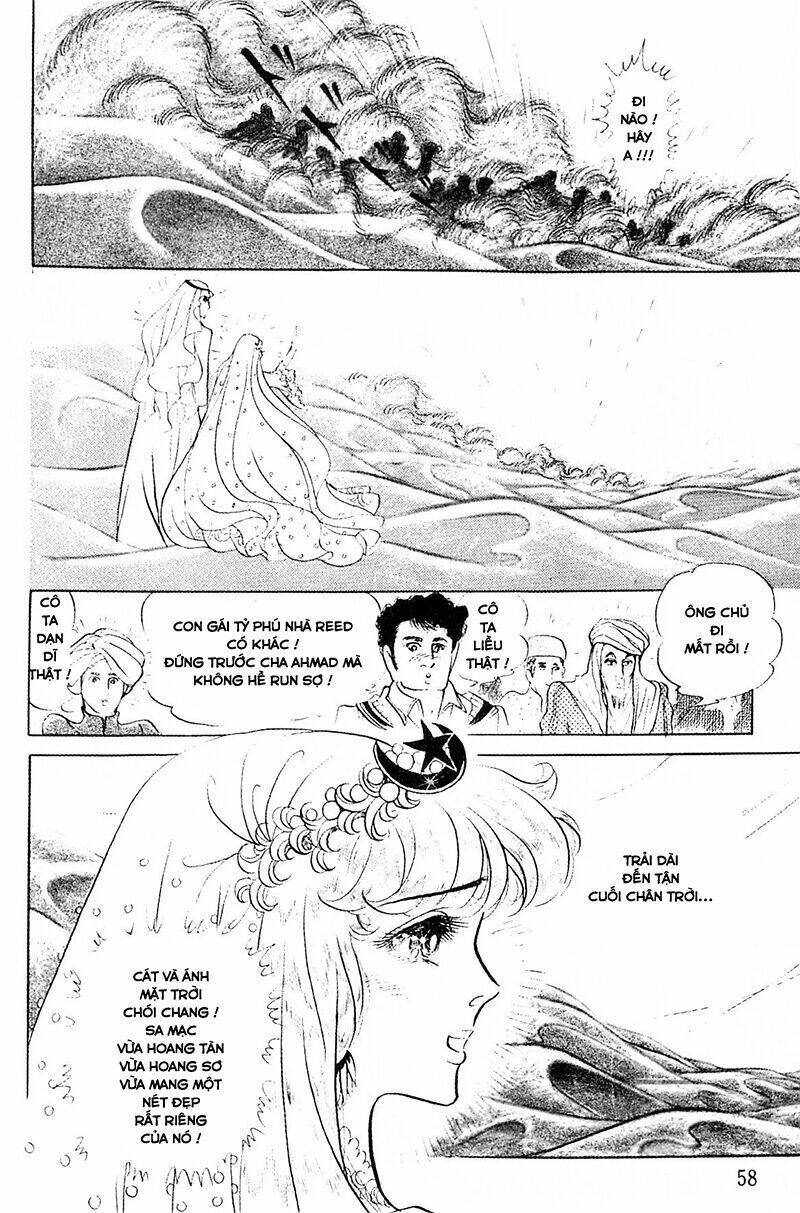 ĐI
NÀO !
HÂY
A !!!
CÔ
TA
DẠN
DĨ
THẬT !
CON GÁI TỶ PHÚ NHÀ REED
CÓ KHÁC !
ĐỨNG TRƯỚC CHA AHMAD MÀ
KHÔNG HỀ RUN SỢ !
CÔ
TA
LIỀU
THẬT !
ÔNG CHỦ
ĐI
MẤT RỒI !
TRẢI DÀI
ĐẾN TẬN
CUỐI CHÂN TRỜI...
CÁT VÀ ÁNH
MẶT TRỜI
CHÓI CHANG !
SA MẠC
VỪA HOANG TÀN
VỪA HOANG SƠ
VỪA MANG MỘT
NÉT ĐẸP
RẤT RIÊNG
CỦA NÓ !
58